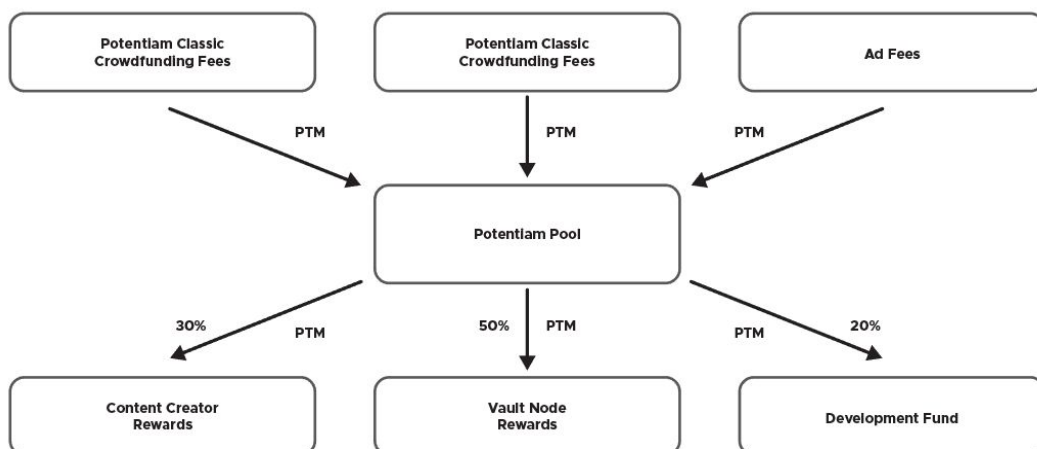 Potentiam Classic
Crowdfunding Fees
Potentiam Classic
Crowdfunding Fees
Ad Fees
PTM
PTM
PTM
Potentiam Pool
30%
PTM
50%
PTM
PTM
20%
Content Creator
Rewards
Vault Node
Rewards
Development Fund